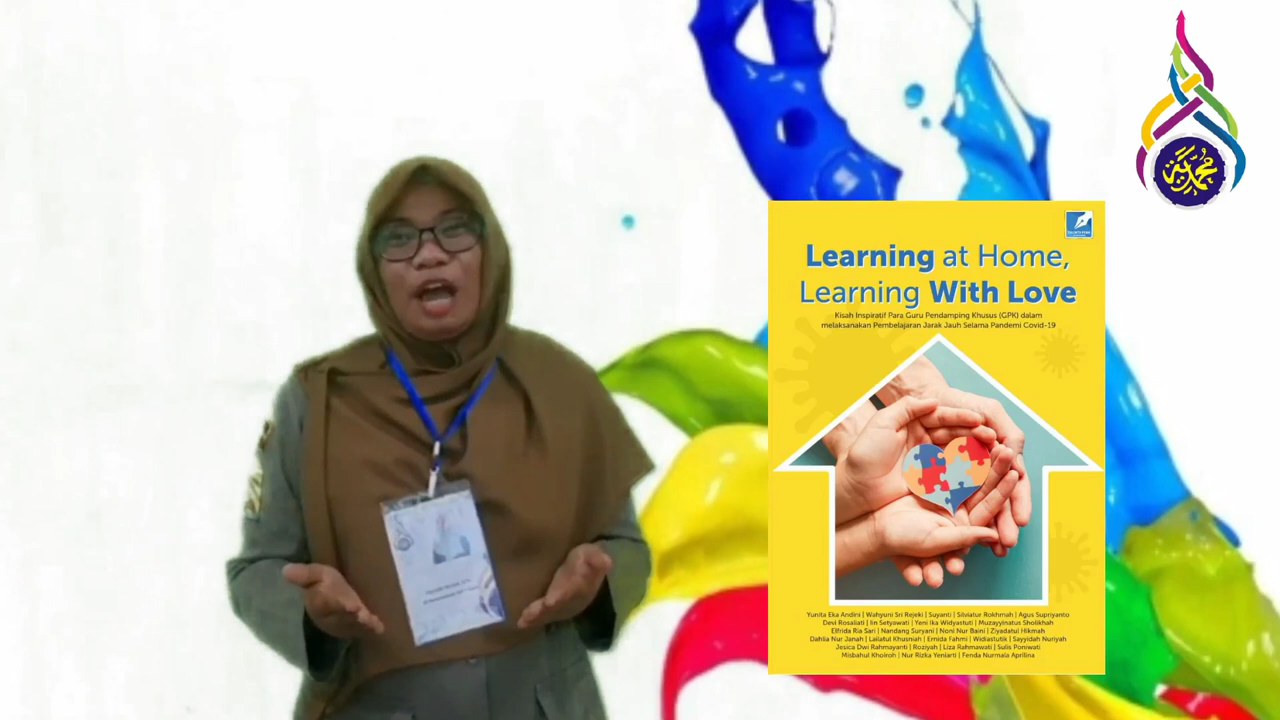 Learning at Home,
Learning With Love
Kisah Inspiratif Para Guru Pendamping Khusus (GPK) dalam
melaksanakan Pembelajaran Jarak Jauh Selama Pandemi Covid-19
Yunita Eka Andini | Wahyuni Sri Rejeki | Suyanti | Silviatur Rokhmah | Agus Supriyanto
Devi Rosaliati | Iin Setyawati | Yeni Ika Widyastuti | Muzayyinatus Sholikhah
Elfrida Ria Sari | Nandang Suryani | Noni Nur Baini | Ziyadatul Hikmah
Dahlia Nur Janah | Lailatul Khusniah | Ernida Fahmi | Widiastutik | Sayyidah Nuriyah
Jesica Dwi Rahmayanti | Roziyah | Liza Rahmawati | Sulis Poniwati
Misbahul Khoiroh | Nur Rizka Yeniarti | Fenda Nurmala Aprilina